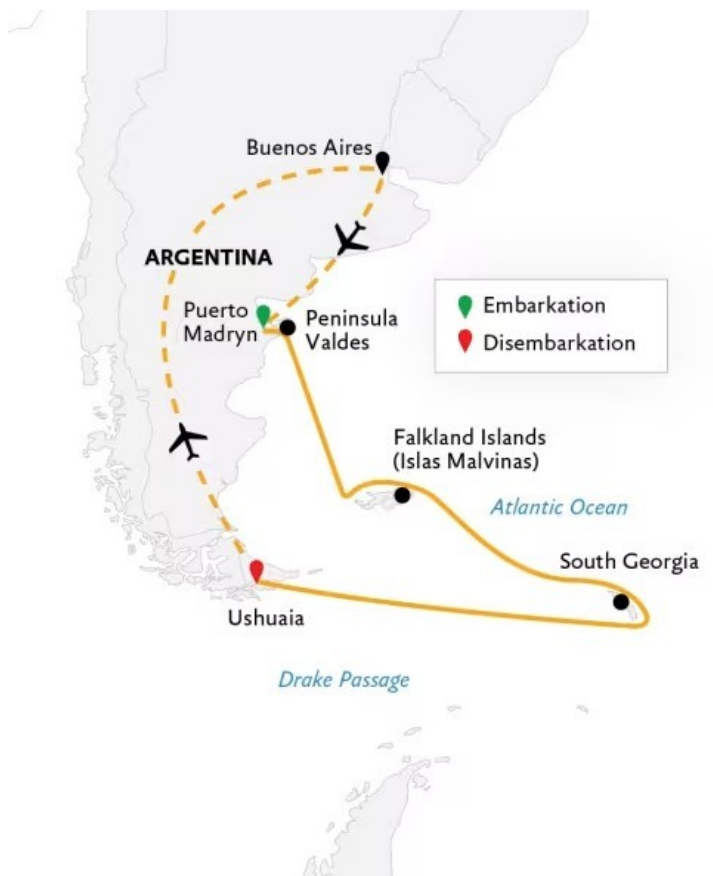 Buenos Aires
ARGENTINA
Puerto
Madryn
Peninsula
Valdes
Embarkation
Disembarkation
Falkland Islands
(Islas Malvinas)
Atlantic Ocean
South Georgia
Ushuaia
Drake Passage